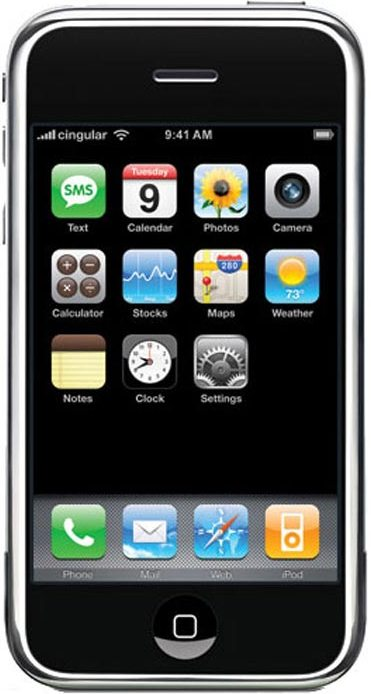 cingular 9:41 AM
SMS Tuesday 9 280 73°
Text Calendar Photos Camera
Calculator Stocks Maps Weather
Notes Clock Settings
Phone Mail Web iPod